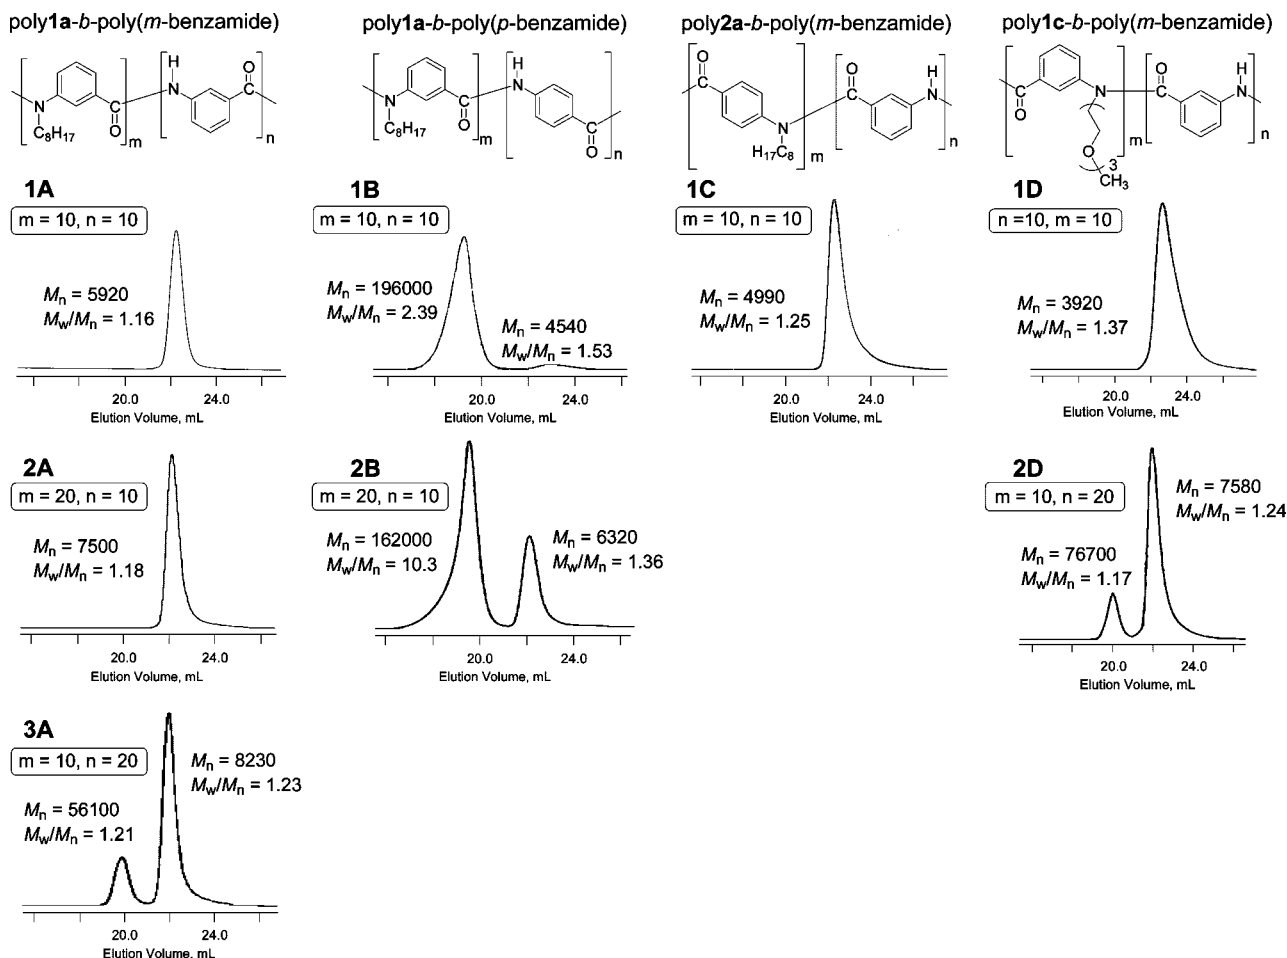 poly1a-b-poly(m-benzamide)
poly1a-b-poly(p-benzamide)
poly2a-b-poly(m-benzamide)
poly1c-b-poly(m-benzamide)
N
C8H17
C
O
m
H
N
O
C
n
N
C8H17
C
O
m
H
N
C
O
n
O
C
N
H17C8
m
O
C
H
N
n
C
O
N
O
3
CH3
m
O
C
H
N
n
1A
m = 10, n = 10
Mn = 5920
Mw/Mn = 1.16
20.0 24.0
Elution Volume, mL
1B
m = 10, n = 10
Mn = 196000
Mw/Mn = 2.39
Mn = 4540
Mw/Mn = 1.53
20.0 24.0
Elution Volume, mL
1C
m = 10, n = 10
Mn = 4990
Mw/Mn = 1.25
20.0 24.0
Elution Volume, mL
1D
n =10, m = 10
Mn = 3920
Mw/Mn = 1.37
20.0 24.0
Elution Volume, mL
2A
m = 20, n = 10
Mn = 7500
Mw/Mn = 1.18
20.0 24.0
Elution Volume, mL
2B
m = 20, n = 10
Mn = 162000
Mw/Mn = 10.3
Mn = 6320
Mw/Mn = 1.36
20.0 24.0
Elution Volume, mL
2D
m = 10, n = 20
Mn = 76700
Mw/Mn = 1.17
Mn = 7580
Mw/Mn = 1.24
20.0 24.0
Elution Volume, mL
3A
m = 10, n = 20
Mn = 56100
Mw/Mn = 1.21
Mn = 8230
Mw/Mn = 1.23
20.0 24.0
Elution Volume, mL